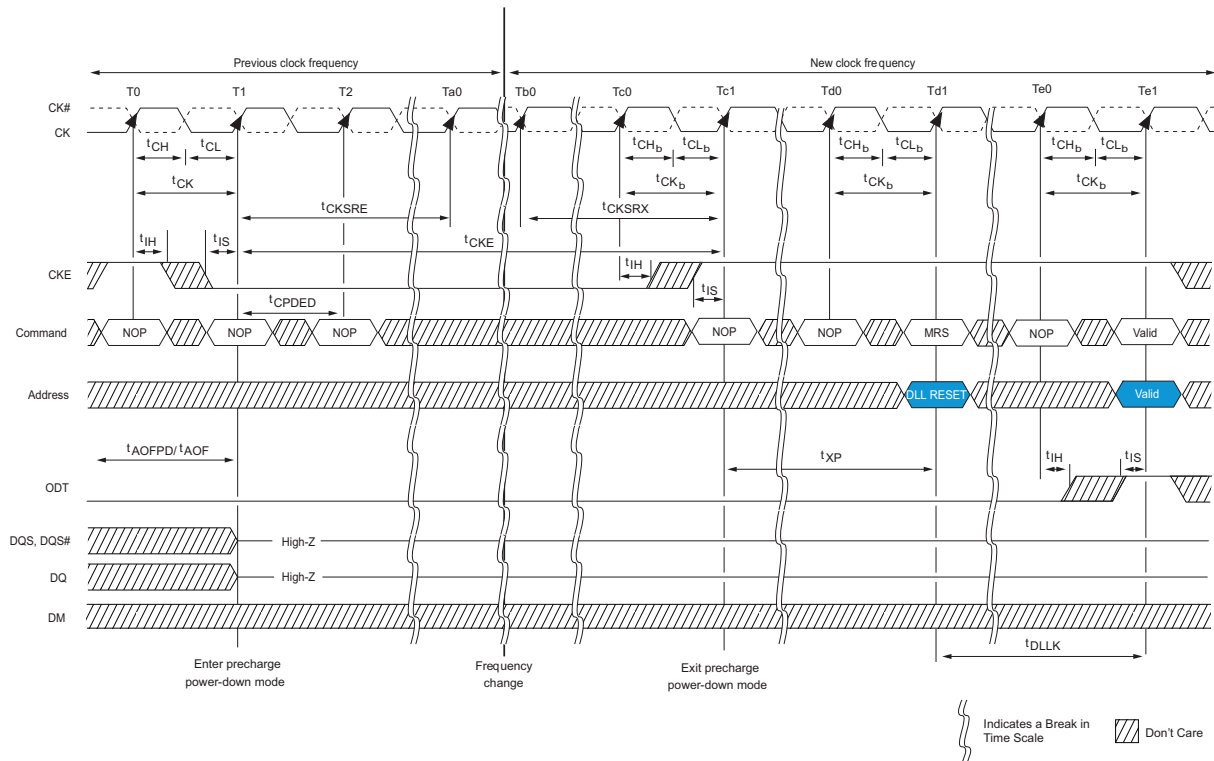 Previous clock frequency
New clock frequency
T0 T1 T2 Ta0 Tb0 Tc0 Tc1 Td0 Td1 Te0 Te1
CK#
CK
tCH tCL tCHb tCLb tCHb tCLb tCHb tCLb
tCK tCKb tCKb tCKb
tCKSRE tCKSRX
tIH tIS tCKE
tIH
CKE
tIS
tCPDED
Command NOP NOP NOP NOP NOP MRS NOP Valid
Address DLL RESET Valid
tAOFPD/ tAOF
tXP
tIH tIS
ODT
DQS, DQS# High-Z
DQ High-Z
DM
Enter precharge
power-down mode
Frequency
change
Exit precharge
power-down mode
tDLLK
Indicates a Break in
Time Scale
Don't Care